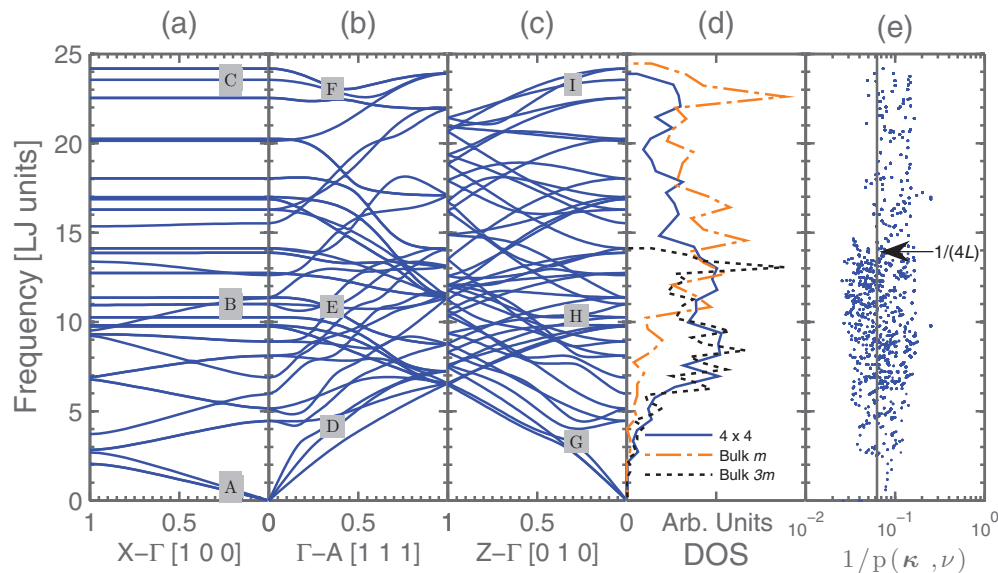 (a)
(b)
(c)
(d)
(e)
Frequency [LJ units]
25
20
15
10
5
0
C
B
A
F
E
D
I
H
G
4 x 4
Bulk m
Bulk 3m
1/(4L)
1
0.5
0
0.5
1
0.5
0
Arb. Units
10⁻²
10⁻¹
10⁰
X–Γ [1 0 0]
Γ–A [1 1 1]
Z–Γ [0 1 0]
DOS
1/p(κ ,ν)